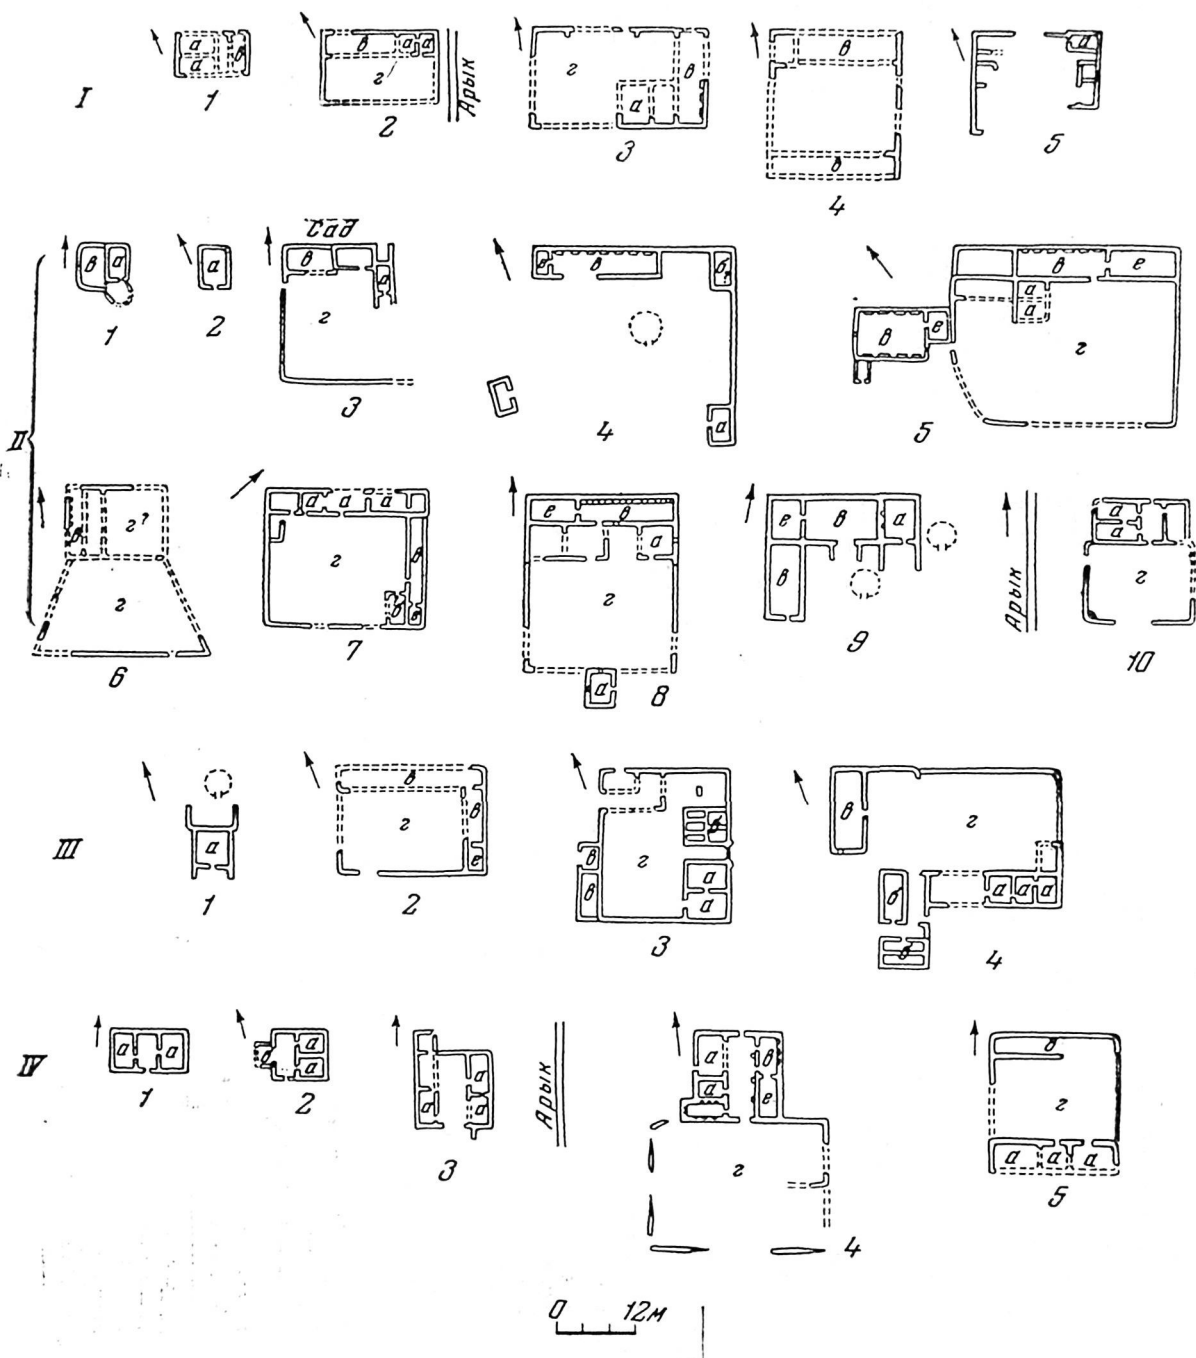 I
а а в 1
в а а г 2 Арык
г а в 3
в в 4
а 5
II
в а 1
а 2
Сад в а г 3
в в б? а 4
в е в е а а г 5
в г? г 6
а а а г в в в 7
е в а г а 8
е в а в 9
Арык а а г 10
III
а 1
в г в е 2
в в г б а а 3
в г б б а а а 4
IV
а а 1
в а а 2
а а а 3
Арык
а а в е г 4
в г а а а 5
0 12м